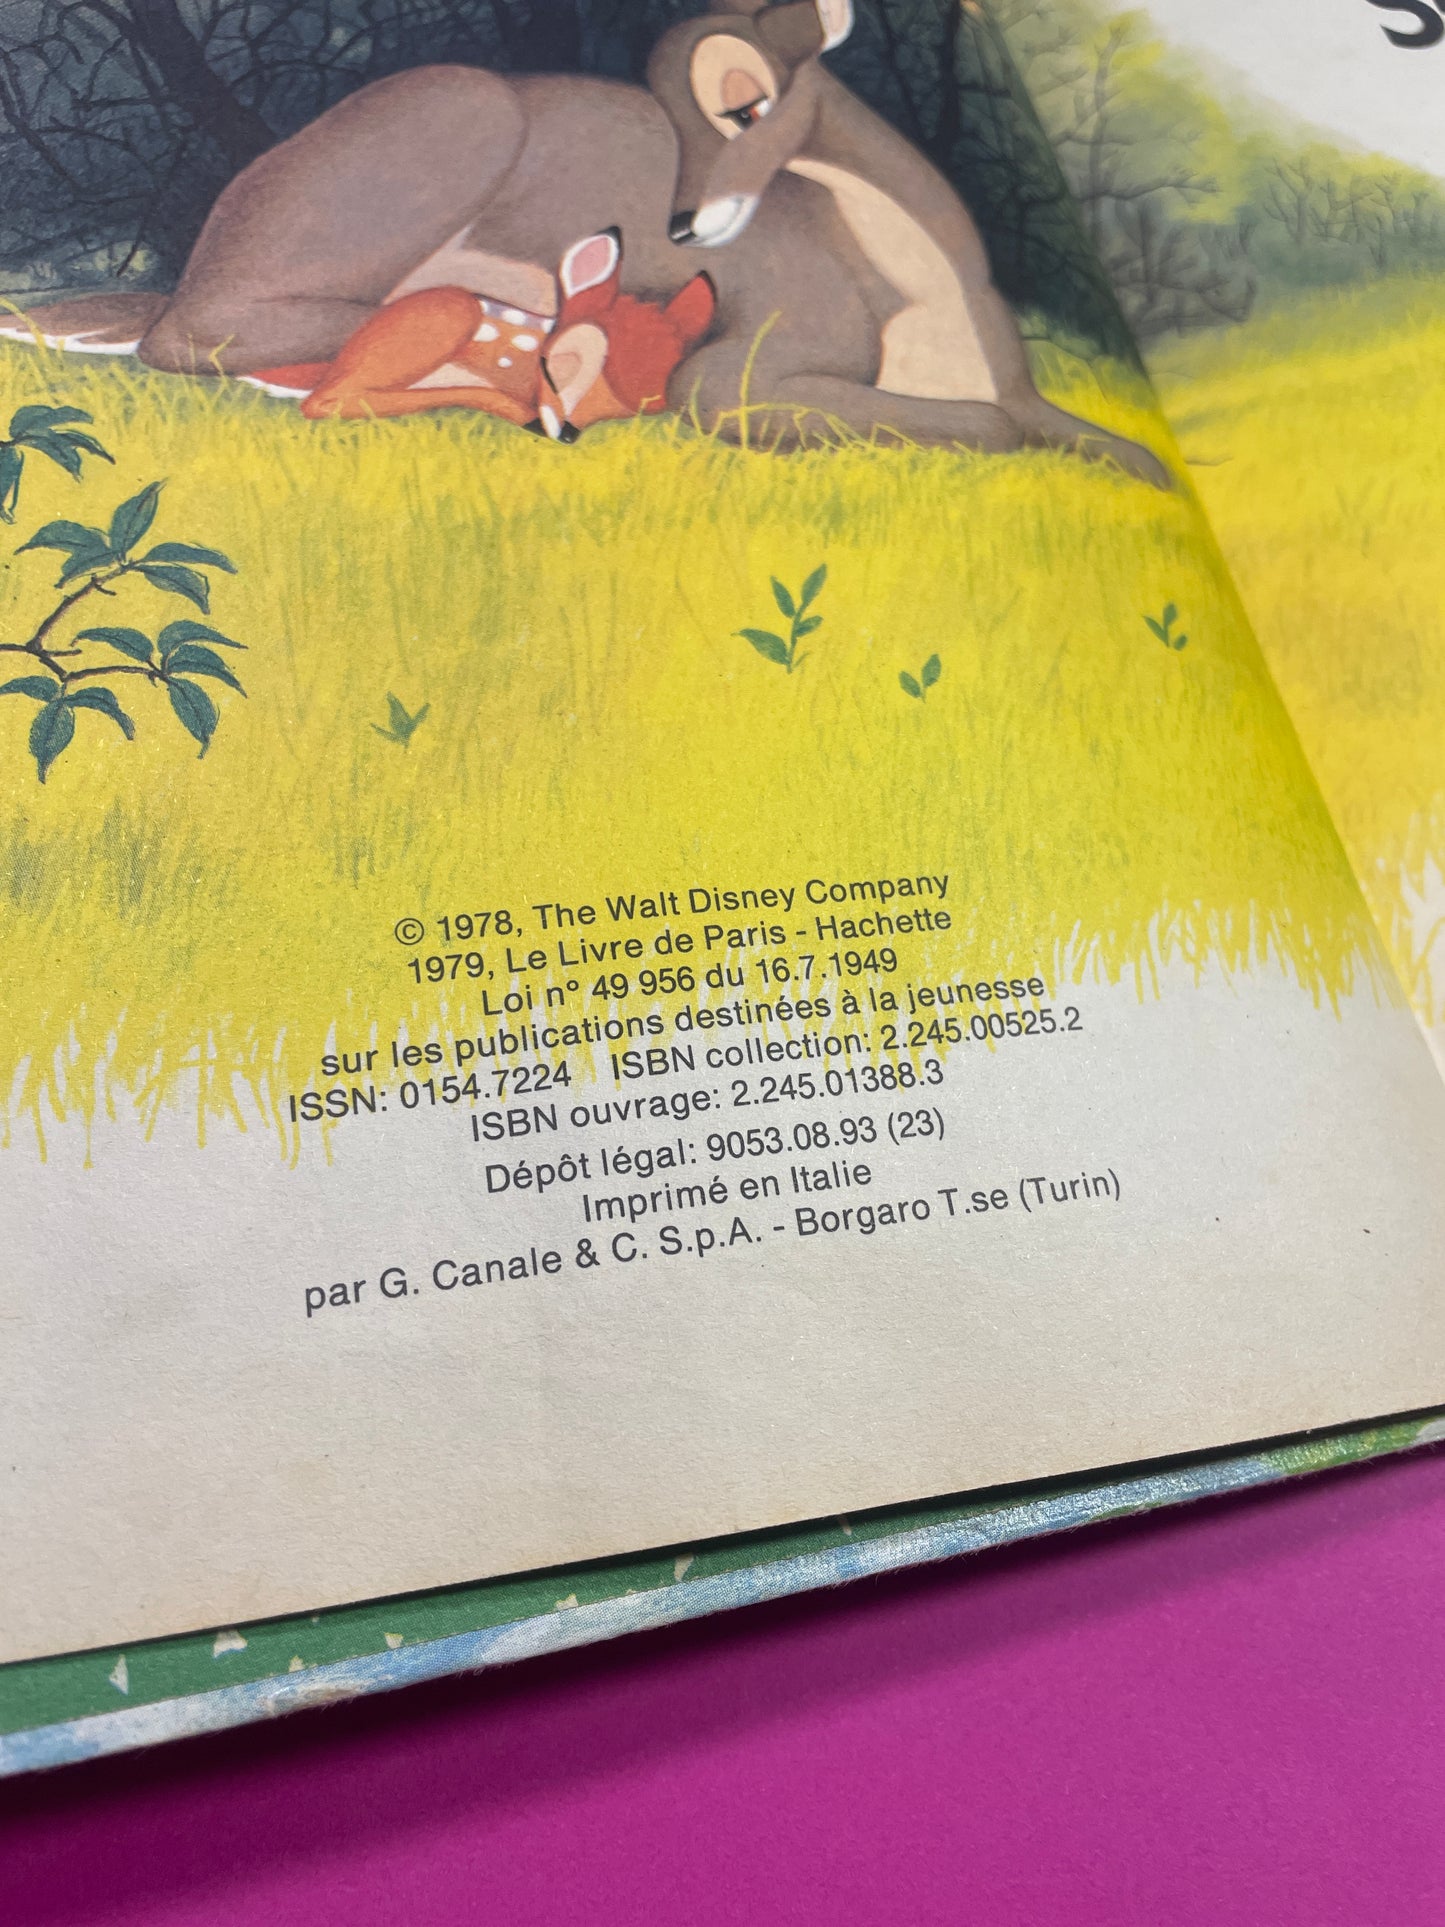 © 1978, The Walt Disney Company
1979, Le Livre de Paris - Hachette
Loi n° 49 956 du 16.7.1949
sur les publications destinées à la jeunesse
ISSN: 0154.7224 ISBN collection: 2.245.00525.2
ISBN ouvrage: 2.245.01388.3
Dépôt légal: 9053.08.93 (23)
Imprimé en Italie
par G. Canale & C. S.p.A. - Borgaro T.se (Turin)